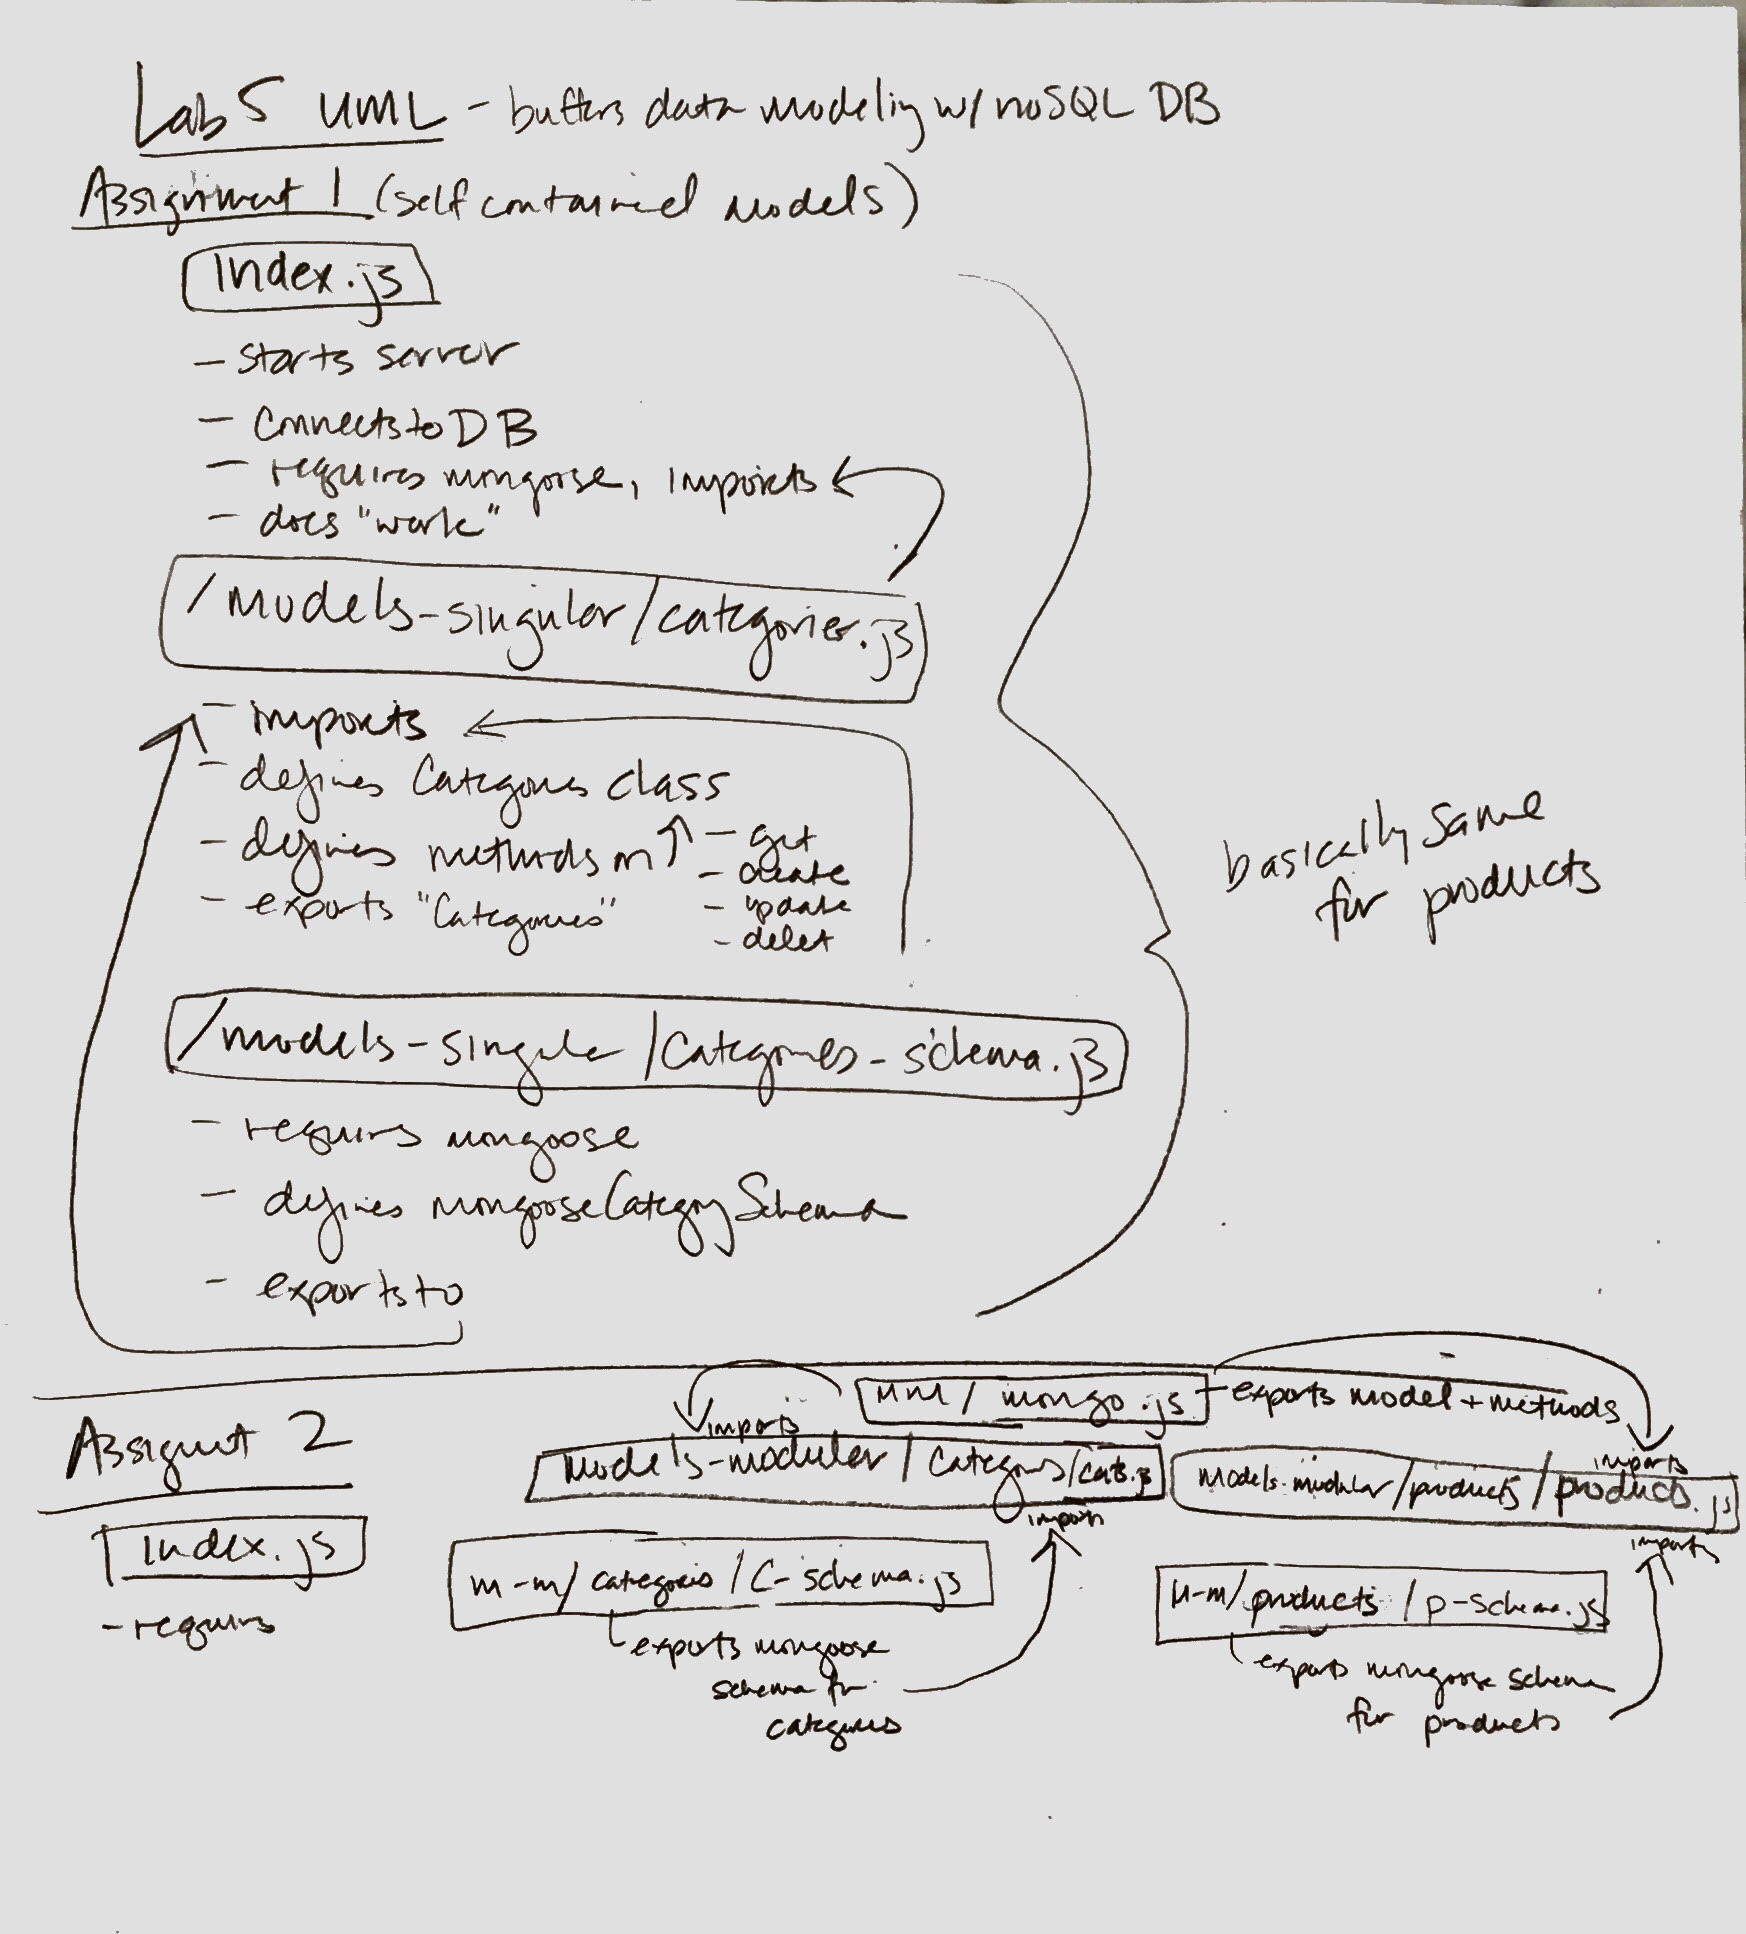 Lab 5 UML - buffers data modeling w/ noSQL DB
Assignment 1 (self contained models)
Index.js
- starts server
- connects to DB
- requires mongoose, imports
- does "work"
/models-singular/categories.js
- imports
- defines Categories class
- defines methods on
- get
- create
- update
- exports "Categories"
- delet
/models-singular/categories-schema.js
- requires mongoose
- defines mongoose Category Schema
- exports to
basically same
for products
Assigmnt 2
Index.js
- requires
MM/mongo.js - exports model + methods
imports
models-modular/categories/cats.js
imports
m-m/categories/C-schema.js
exports mongoose
schema for
categories
imports
models-modular/products/products.js
imports
M-m/products/p-schema.js
exports mongoose schema
for products